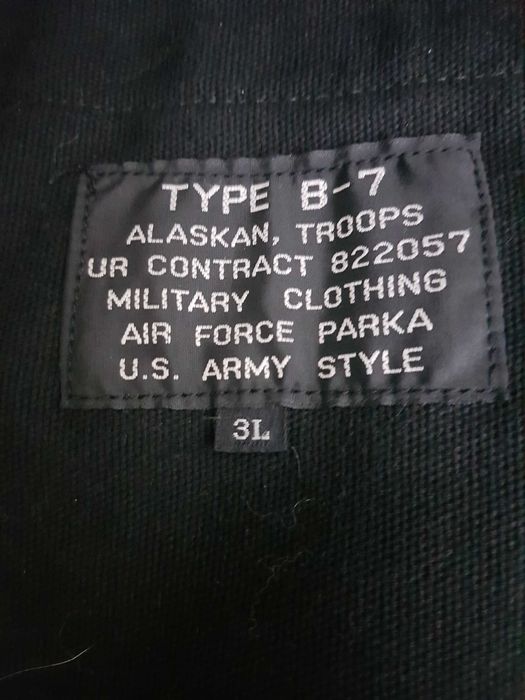 TYPE B-7
ALASKAN, TROOPS
UR CONTRACT 822057
MILITARY CLOTHING
AIR FORCE PARKA
U.S. ARMY STYLE
3L